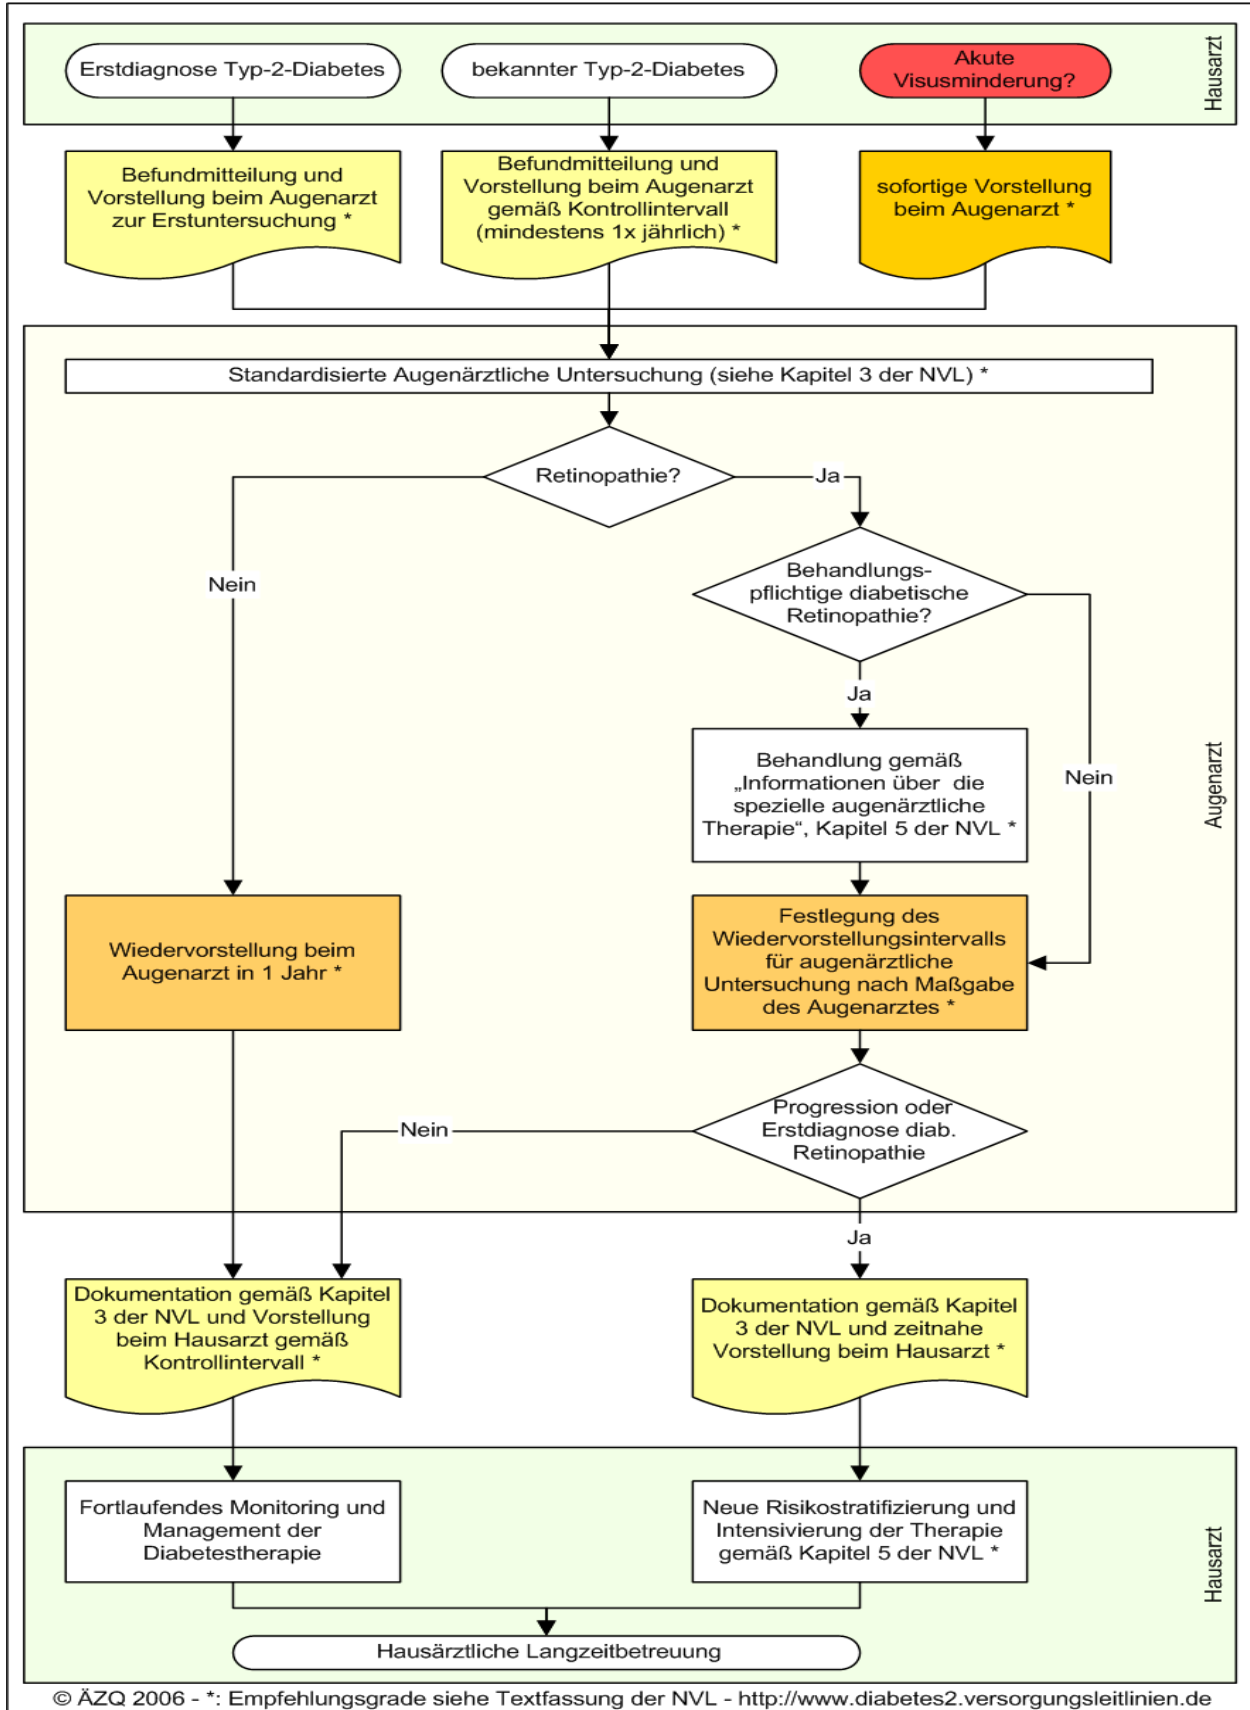 Hausarzt
Erstdiagnose Typ-2-Diabetes
bekannter Typ-2-Diabetes
Akute
Visusminderung?
Befundmitteilung und
Vorstellung beim Augenarzt
zur Erstuntersuchung *
Befundmitteilung und
Vorstellung beim Augenarzt
gemäß Kontrollintervall
(mindestens 1x jährlich) *
sofortige Vorstellung
beim Augenarzt *
Augenarzt
Standardisierte Augenärztliche Untersuchung (siehe Kapitel 3 der NVL) *
Retinopathie?
Ja
Nein
Behandlungs-
pflichtige diabetische
Retinopathie?
Ja
Nein
Behandlung gemäß
„Informationen über die
spezielle augenärztliche
Therapie“, Kapitel 5 der NVL *
Wiedervorstellung beim
Augenarzt in 1 Jahr *
Festlegung des
Wiedervorstellungsintervalls
für augenärztliche
Untersuchung nach Maßgabe
des Augenarztes *
Progression oder
Erstdiagnose diab.
Retinopathie
Nein
Ja
Dokumentation gemäß Kapitel
3 der NVL und Vorstellung
beim Hausarzt gemäß
Kontrollintervall *
Dokumentation gemäß Kapitel
3 der NVL und zeitnahe
Vorstellung beim Hausarzt *
Hausarzt
Fortlaufendes Monitoring und
Management der
Diabetestherapie
Neue Risikostratifizierung und
Intensivierung der Therapie
gemäß Kapitel 5 der NVL *
Hausärztliche Langzeitbetreuung
© ÄZQ 2006 - *: Empfehlungsgrade siehe Textfassung der NVL - http://www.diabetes2.versorgungsleitlinien.de